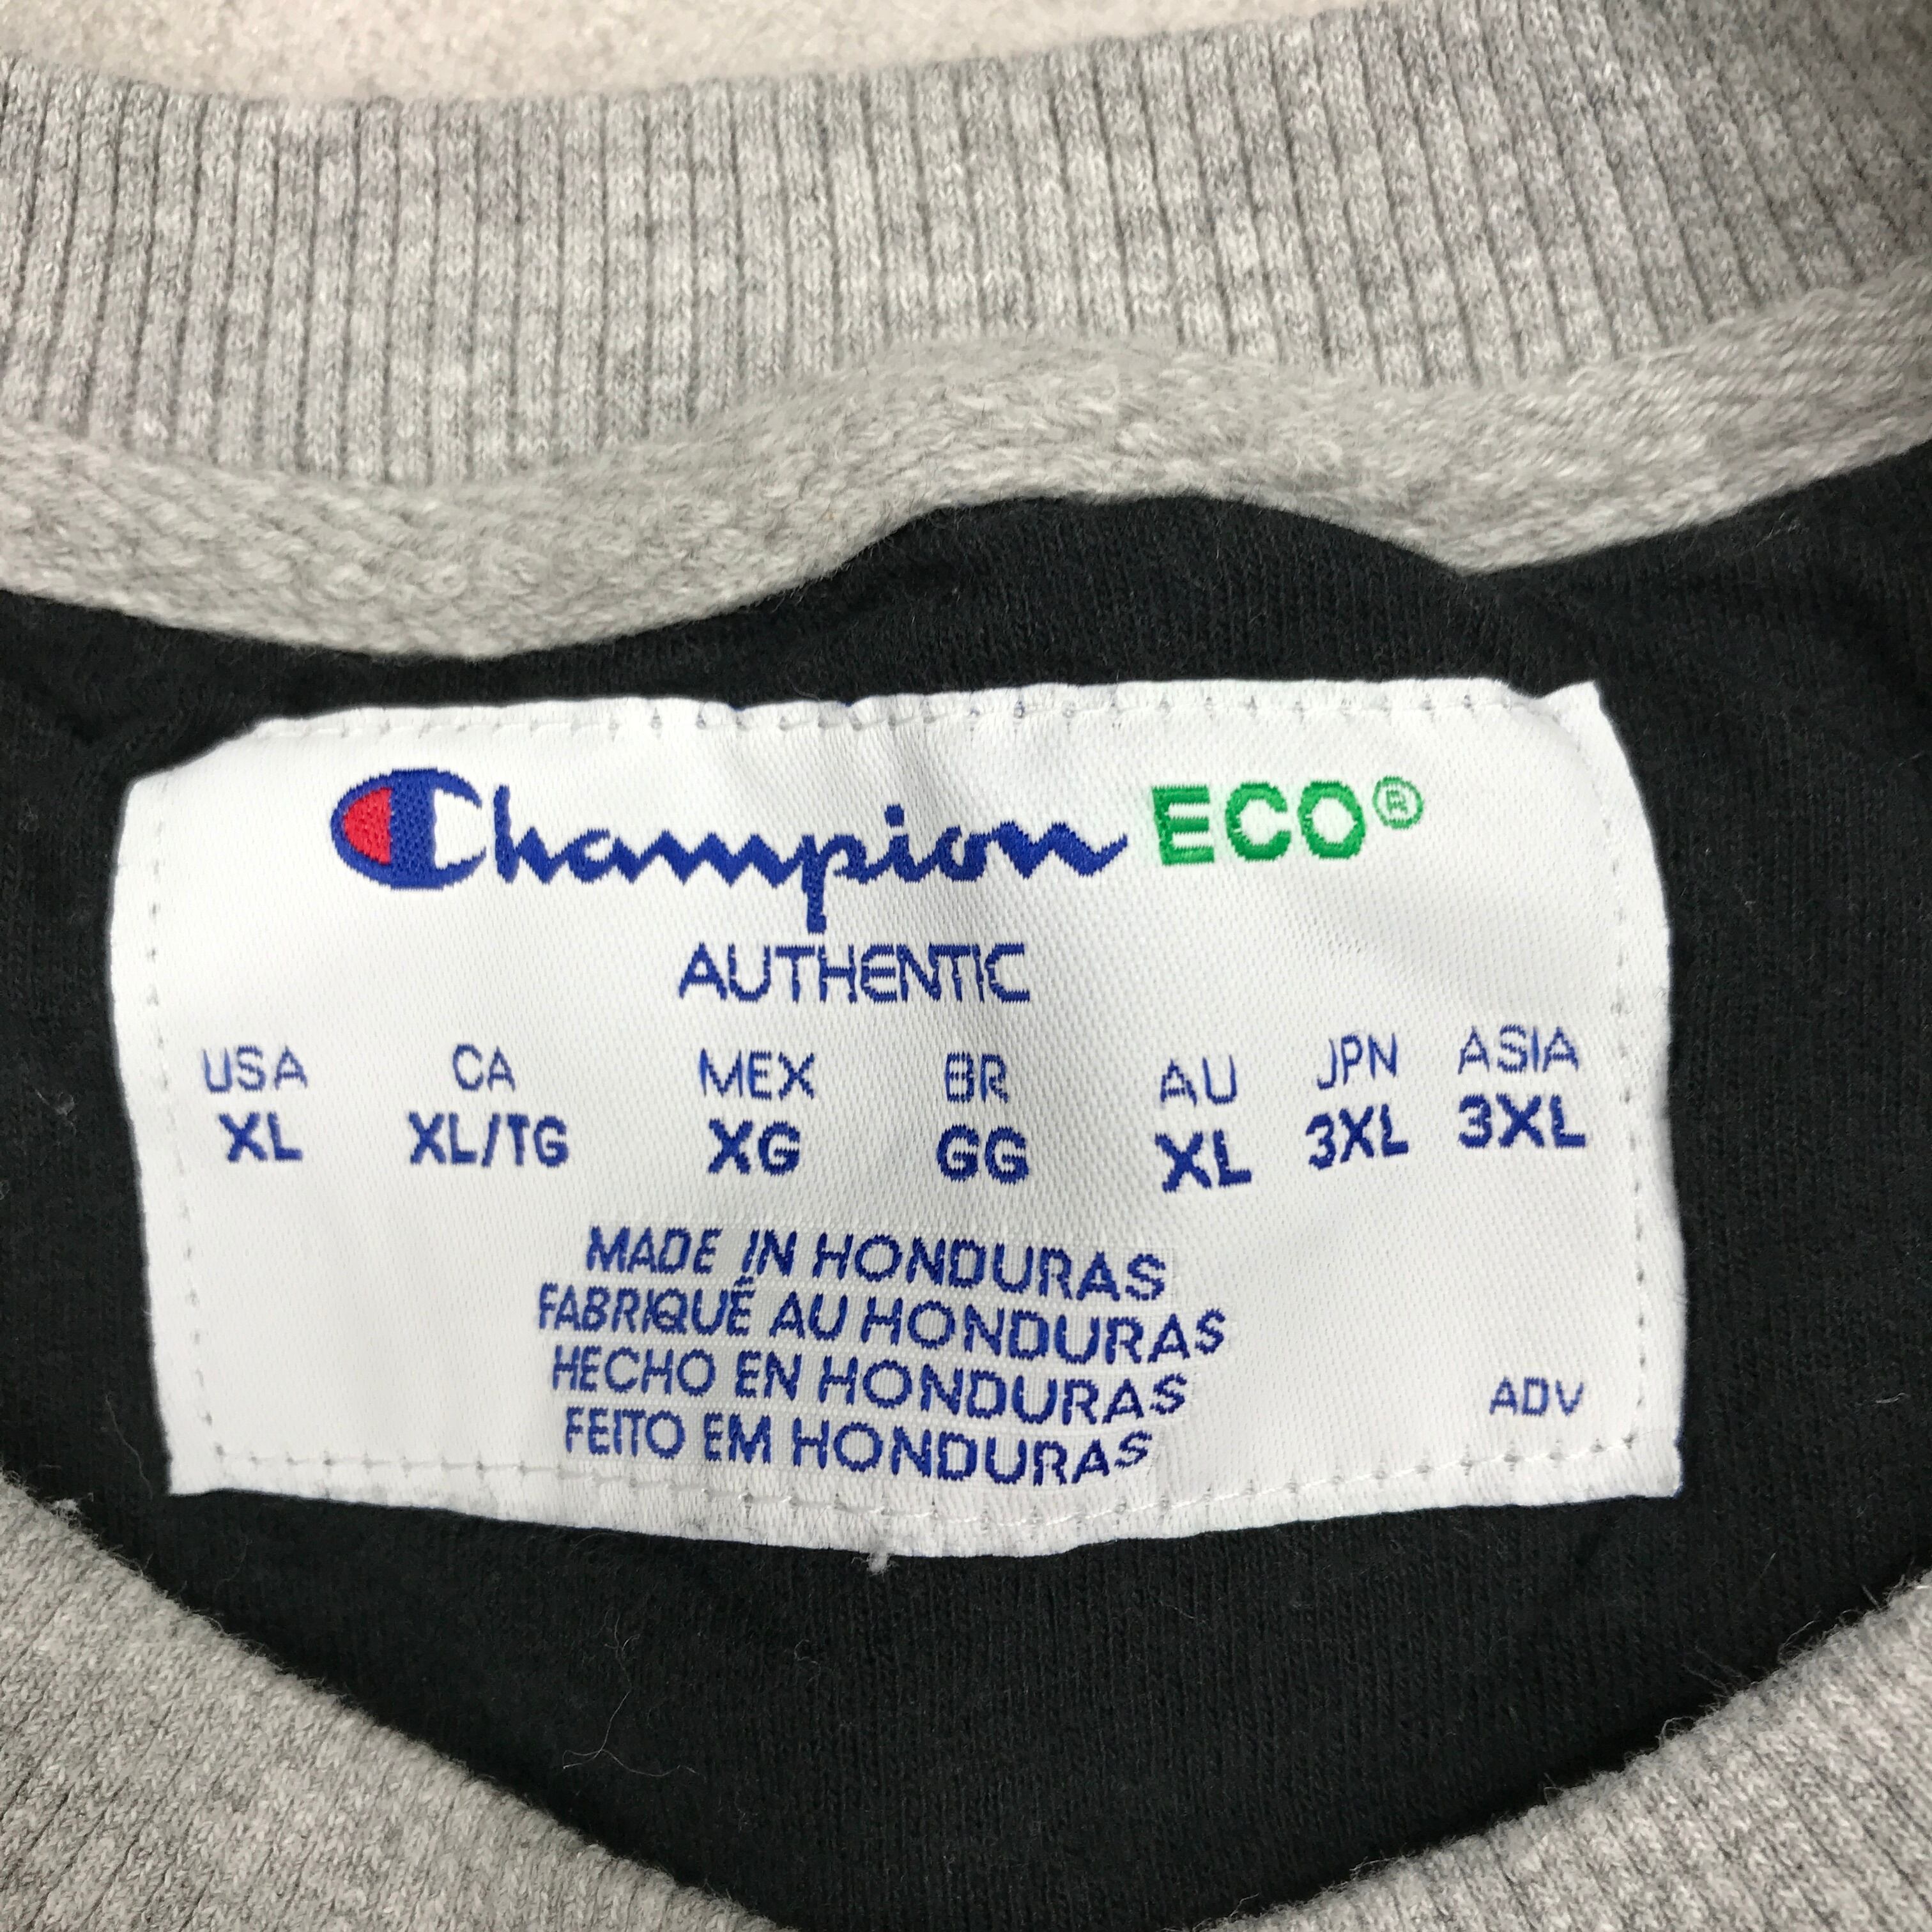 Champion ECO®
AUTHENTIC
USA CA MEX BR AU JPN ASIA
XL XL/TG XG GG XL 3XL 3XL
MADE IN HONDURAS
FABRIQUÉ AU HONDURAS
HECHO EN HONDURAS
FEITO EM HONDURAS
ADV